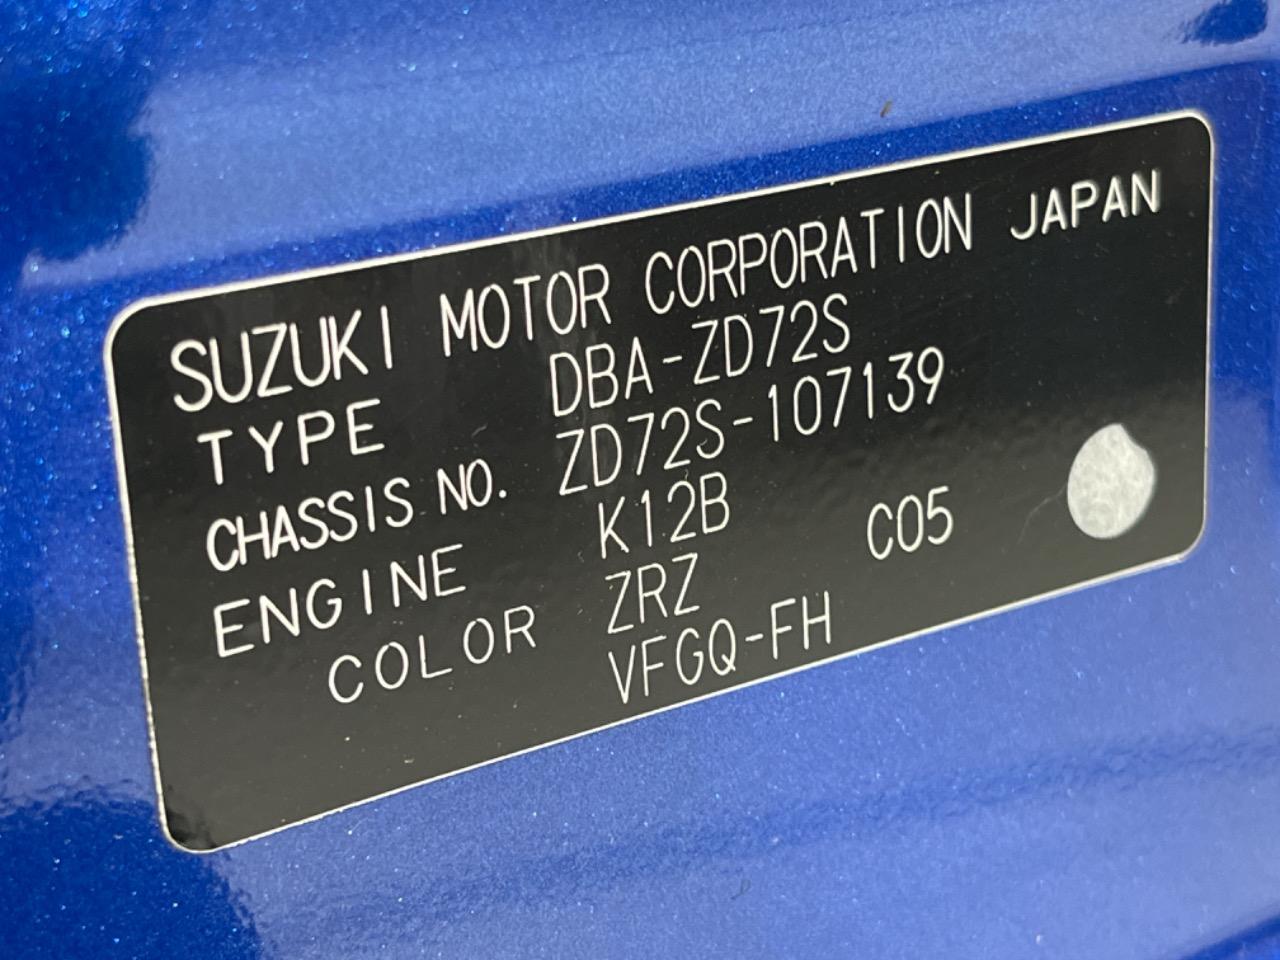 SUZUKI MOTOR CORPORATION JAPAN
TYPE DBA-ZD72S
CHASSIS NO. ZD72S-107139
ENGINE K12B
COLOR ZRZ C05
VFGQ-FH